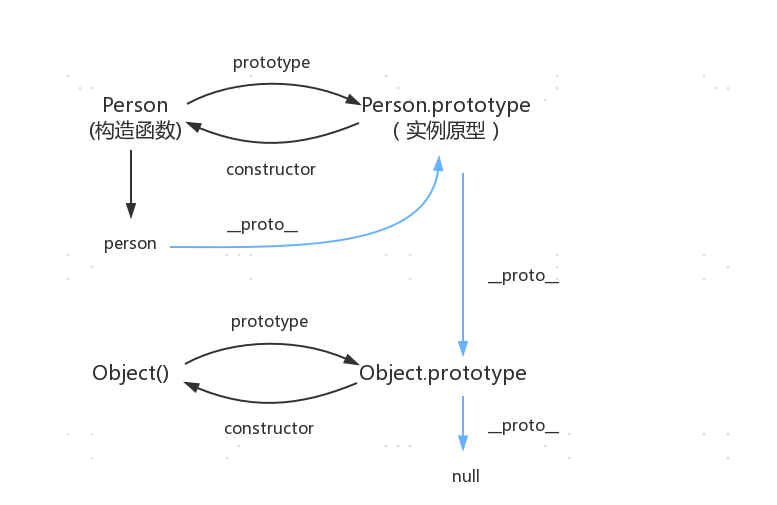 prototype
Person
(构造函数)
Person.prototype
（实例原型）
constructor
__proto__
person
__proto__
prototype
Object()
Object.prototype
constructor
__proto__
null